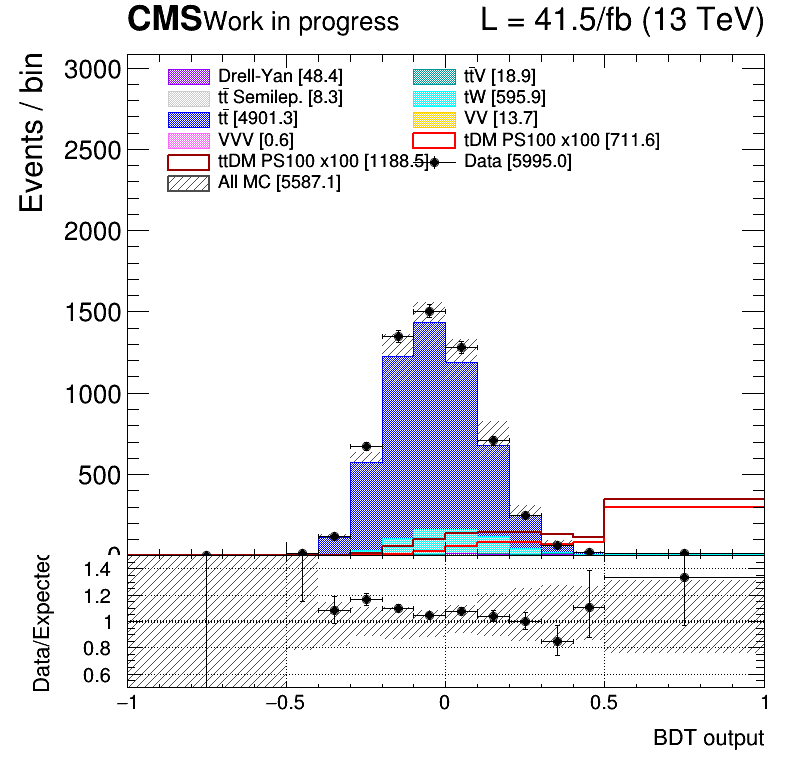 CMS Work in progress L = 41.5/fb (13 TeV)
Events / bin
3000
2500
2000
1500
1000
500
0
Drell-Yan [48.4]
tt̄V [18.9]
tt̄ Semilep. [8.3]
tW [595.9]
tt̄ [4901.3]
VV [13.7]
VVV [0.6]
tDM PS100 x100 [711.6]
ttDM PS100 x100 [1188.5]
Data [5995.0]
All MC [5587.1]
Data/Expected
1.4
1.2
1
0.8
0.6
−1 −0.5 0 0.5 1
BDT output